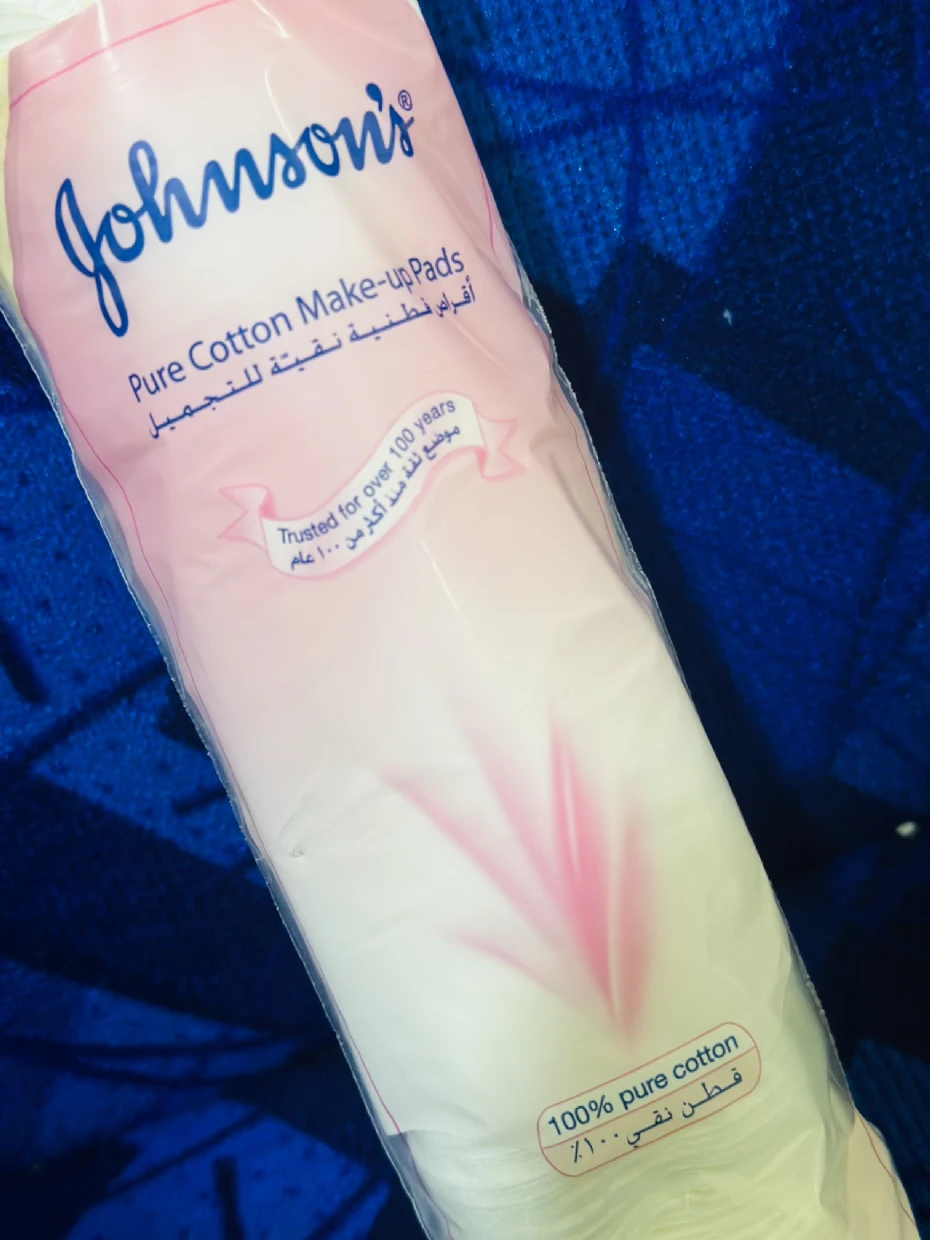 Johnson's®
Pure Cotton Make-up Pads
أقراص قطنية نقيّة للتجميل
Trusted for over 100 years
موضع ثقة منذ أكثر من ١٠٠ عام
100% pure cotton
قطن نقي ١٠٠٪